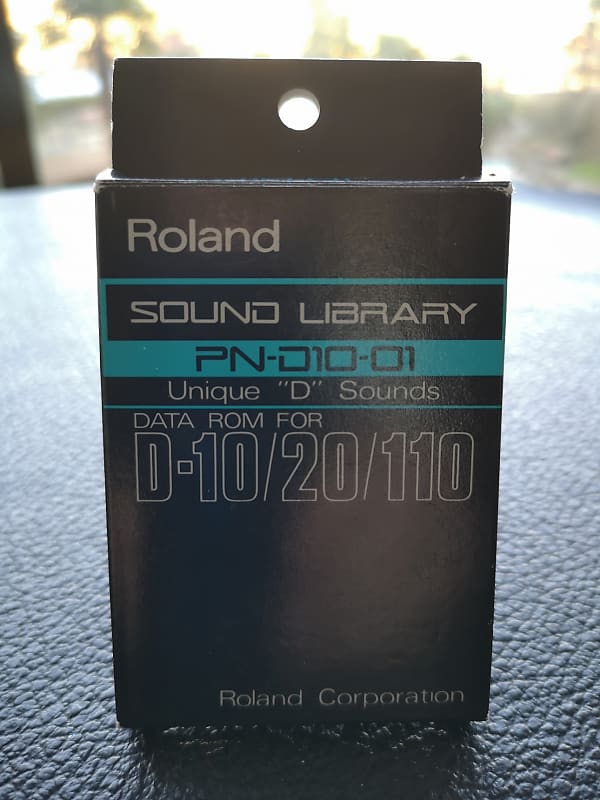 Roland
SOUND LIBRARY
PN-D10-01
Unique "D" Sounds
DATA ROM FOR
D-10/20/110
Roland Corporation